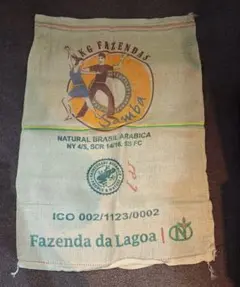 NKG FAZENDAS
Samba
NATURAL BRASIL ARABICA
NY 4/5, SCR 14/16, SS FC
ICO 002/1123/0002
Fazenda da Lagoa